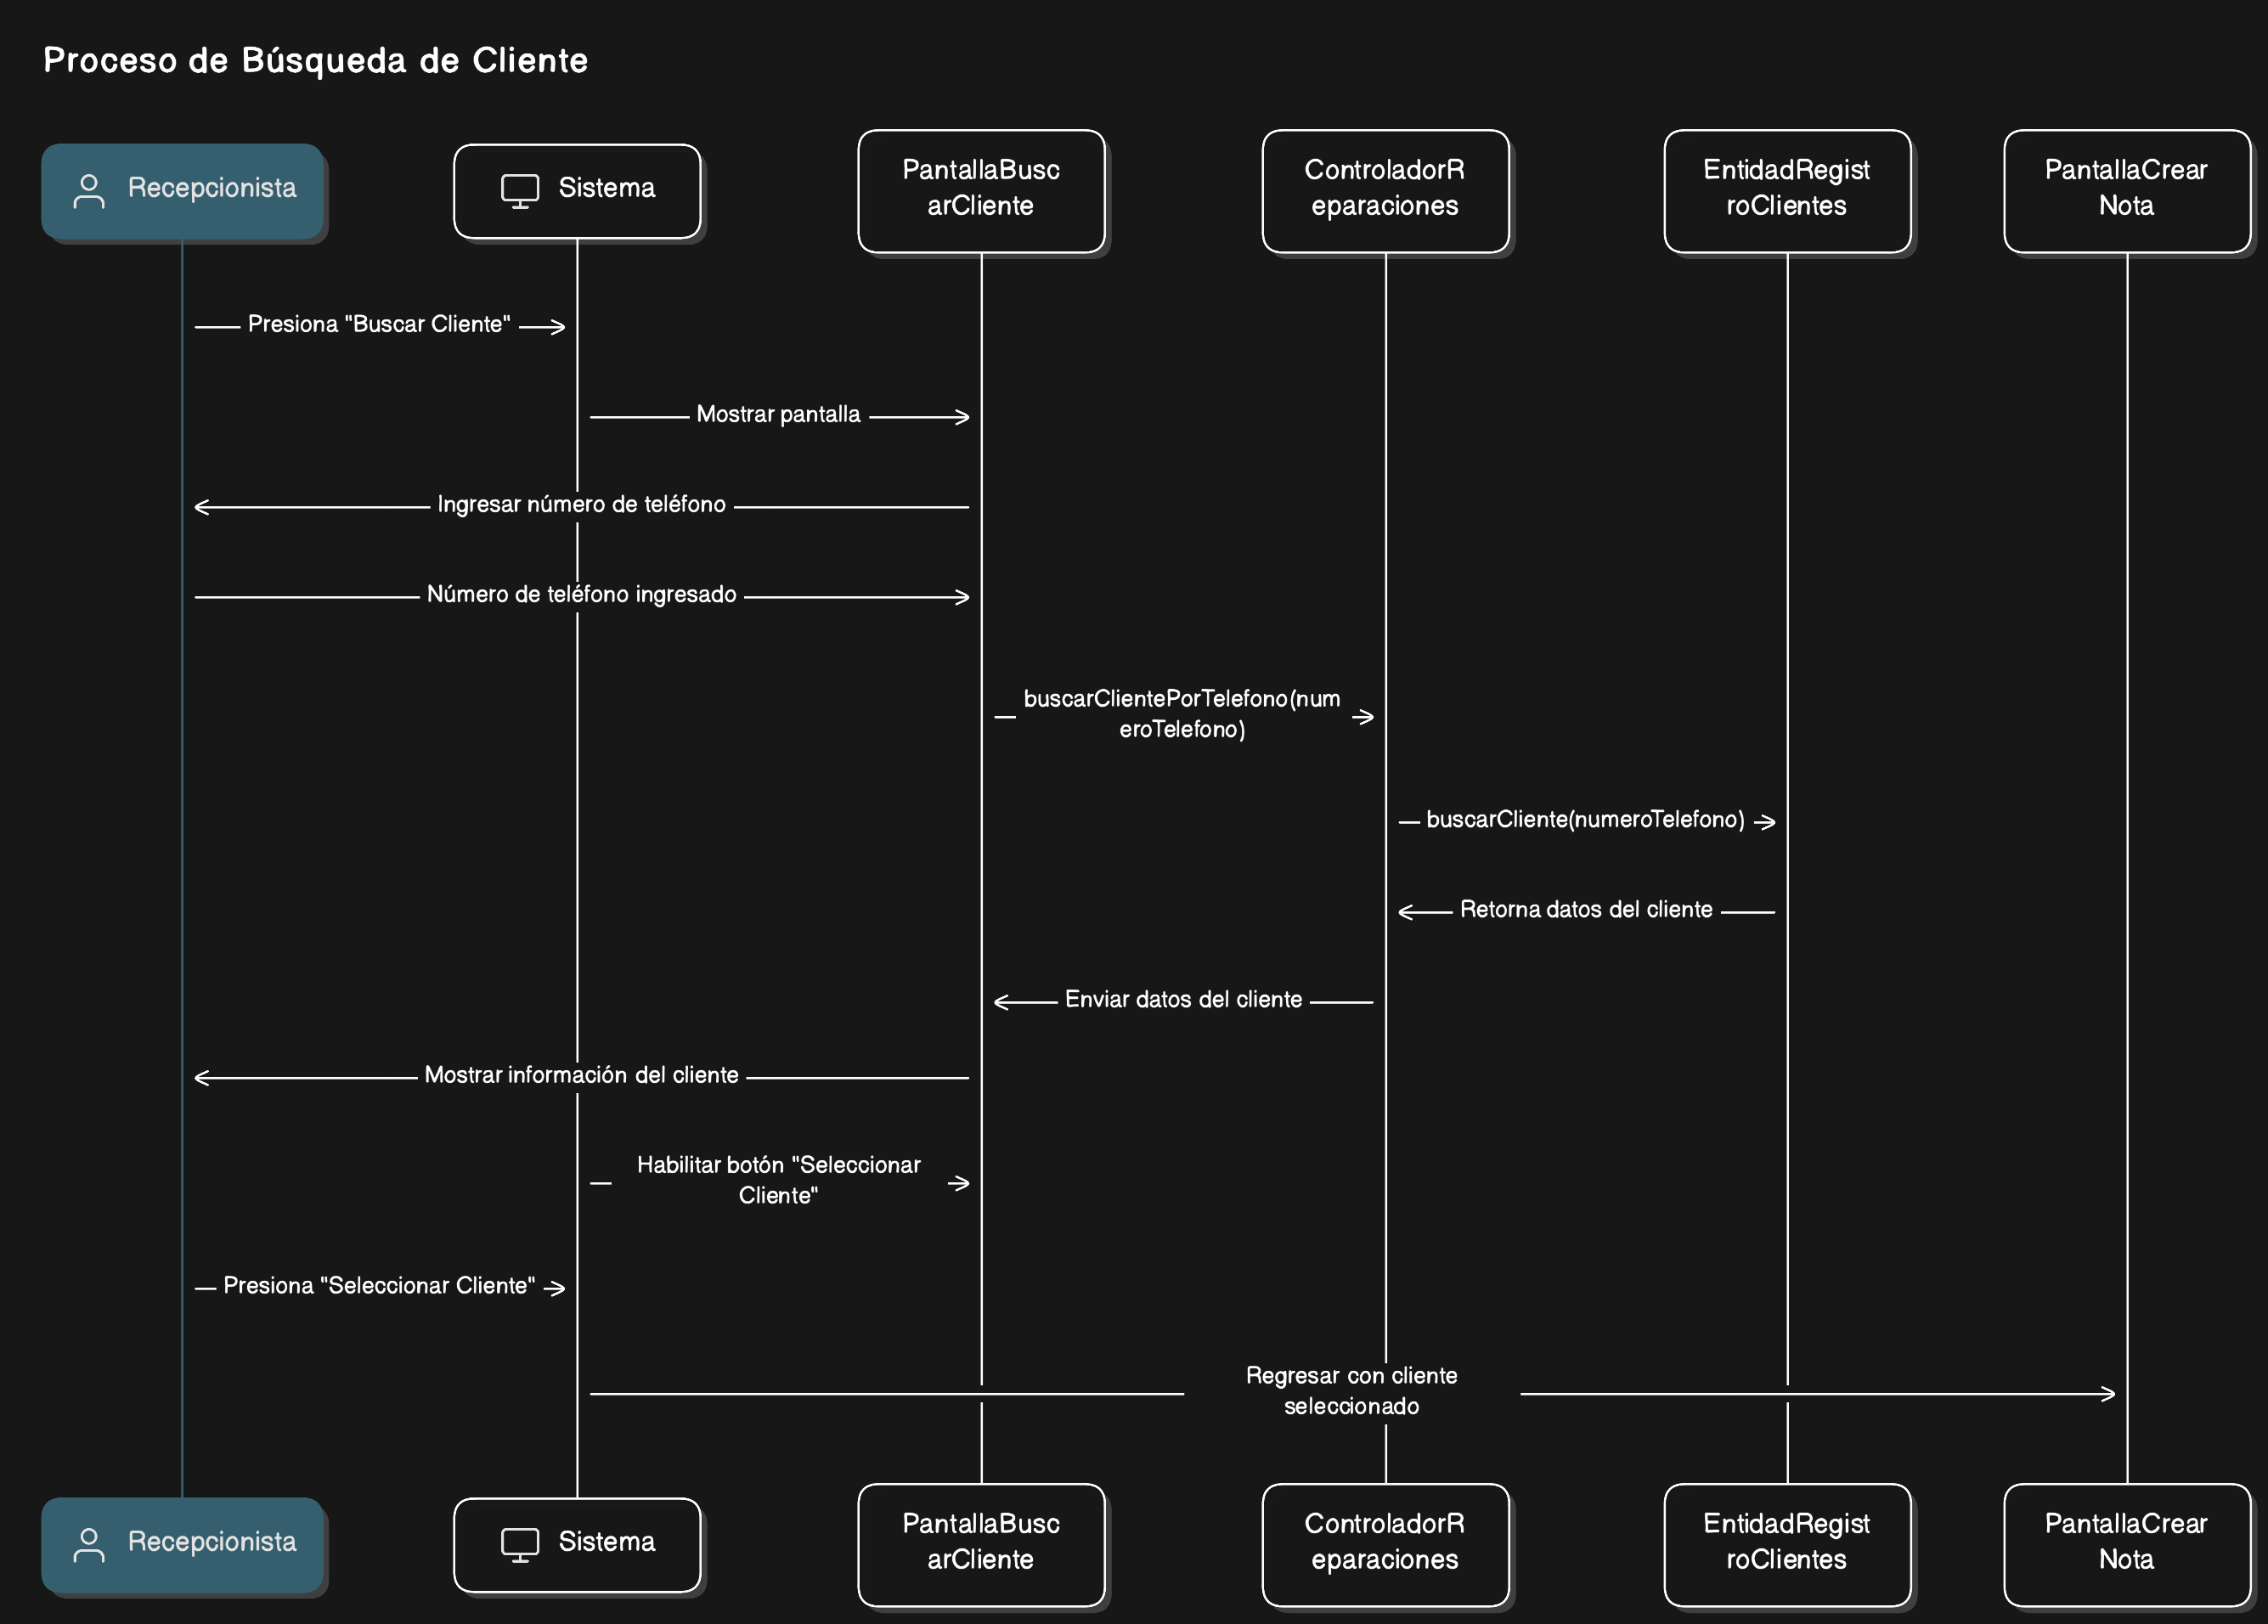 Proceso de Búsqueda de Cliente
Recepcionista
Sistema
PantallaBusc
arCliente
ControladorR
eparaciones
EntidadRegist
roClientes
PantallaCrear
Nota
Presiona "Buscar Cliente"
Mostrar pantalla
Ingresar número de teléfono
Número de teléfono ingresado
buscarClientePorTelefono(num
eroTelefono)
buscarCliente(numeroTelefono)
Retorna datos del cliente
Enviar datos del cliente
Mostrar información del cliente
Habilitar botón "Seleccionar
Cliente"
Presiona "Seleccionar Cliente"
Regresar con cliente
seleccionado
Recepcionista
Sistema
PantallaBusc
arCliente
ControladorR
eparaciones
EntidadRegist
roClientes
PantallaCrear
Nota